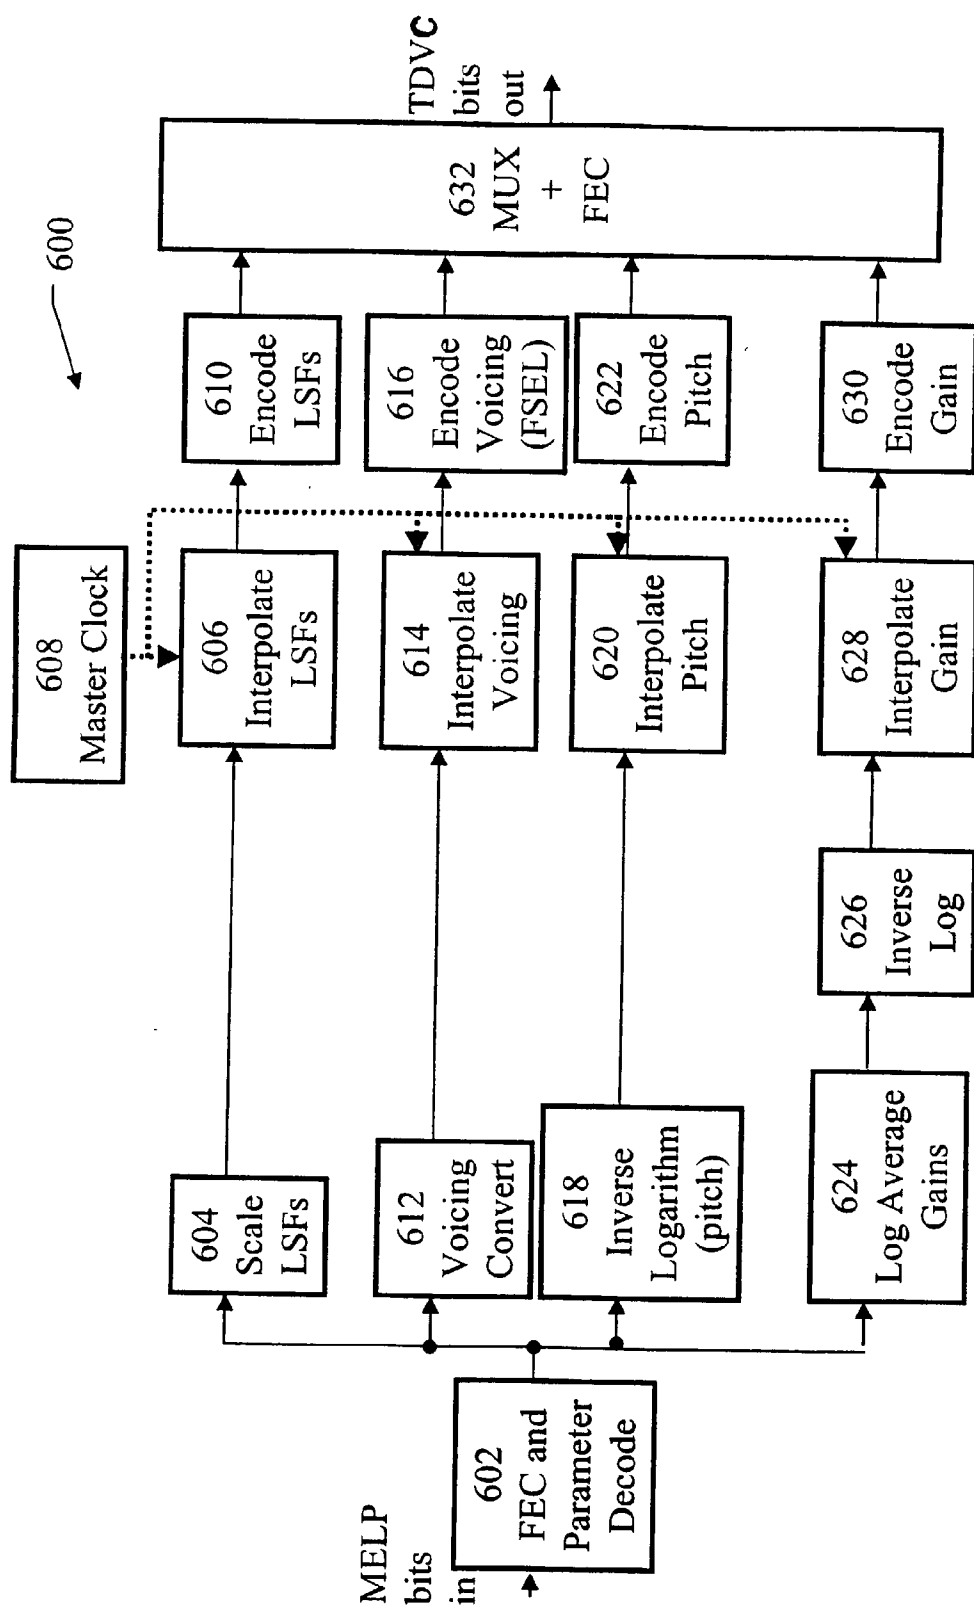 600
MELP
bits
in
602
FEC and
Parameter
Decode
604
Scale
LSFs
608
Master Clock
606
Interpolate
LSFs
610
Encode
LSFs
612
Voicing
Convert
614
Interpolate
Voicing
616
Encode
Voicing
(FSEL)
618
Inverse
Logarithm
(pitch)
620
Interpolate
Pitch
622
Encode
Pitch
624
Log Average
Gains
626
Inverse
Log
628
Interpolate
Gain
630
Encode
Gain
632
MUX
+
FEC
TDVC
bits
out